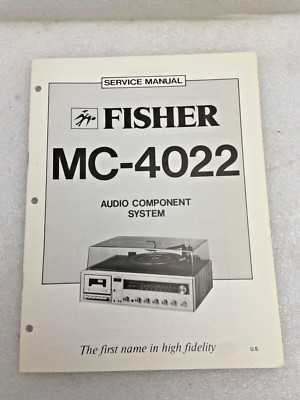 SERVICE MANUAL
FISHER
MC-4022
AUDIO COMPONENT
SYSTEM
The first name in high fidelity
U.S.